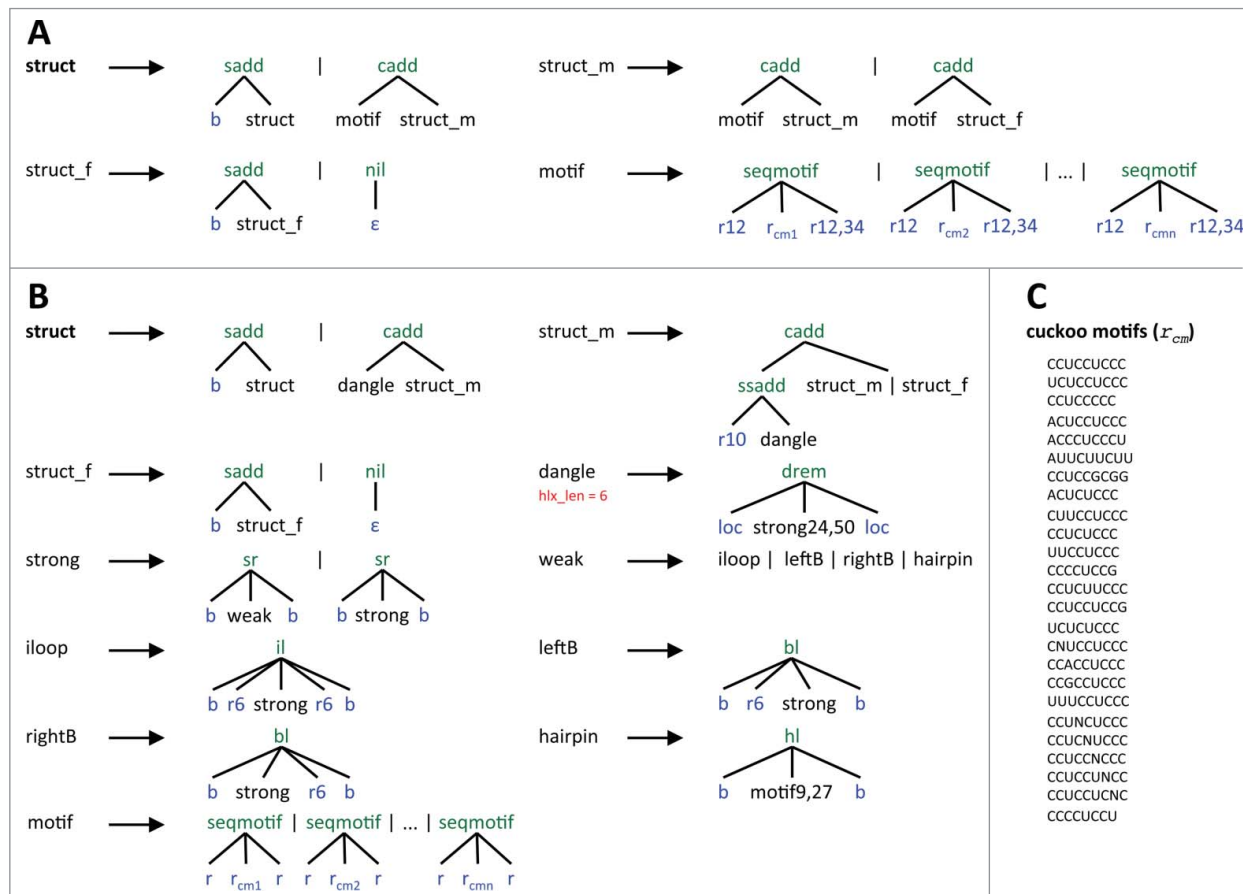 A
struct sadd | cadd struct_m cadd | cadd
b struct motif struct_m motif struct_m motif struct_f
struct_f sadd | nil motif seqmotif | seqmotif | ... | seqmotif
b struct_f ε r12 rcm1 r12,34 r12 rcm2 r12,34 r12 rcmn r12,34
B
struct sadd | cadd struct_m cadd
b struct dangle struct_m ssadd struct_m | struct_f
r10 dangle
struct_f sadd | nil dangle drem
hlx_len = 6
b struct_f ε loc strong24,50 loc
strong sr | sr weak iloop | leftB | rightB | hairpin
b weak b b strong b
iloop il leftB bl
b r6 strong r6 b b r6 strong b
rightB bl hairpin hl
b strong r6 b b motif9,27 b
motif seqmotif | seqmotif | ... | seqmotif
r rcm1 r r rcm2 r r rcmn r
C
cuckoo motifs (rcm)
CCUCCUCCC
UCUCCUCCC
CCUCCCCC
ACUCCUCCC
ACCCUCCCU
AUUCUUCUU
CCUCCGCGG
ACUCUCCC
CUUCCUCCC
CCUCUCCC
UUCCUCCC
CCCCUCCG
CCUCUUCCC
CCUCCUCCG
UCUCUCCC
CNUCCUCCC
CCACCUCCC
CCGCCUCCC
UUUCCUCCC
CCUNCUCCC
CCUCNUCCC
CCUCCNCCC
CCUCCUNCC
CCUCCUCNC
CCCCUCCU